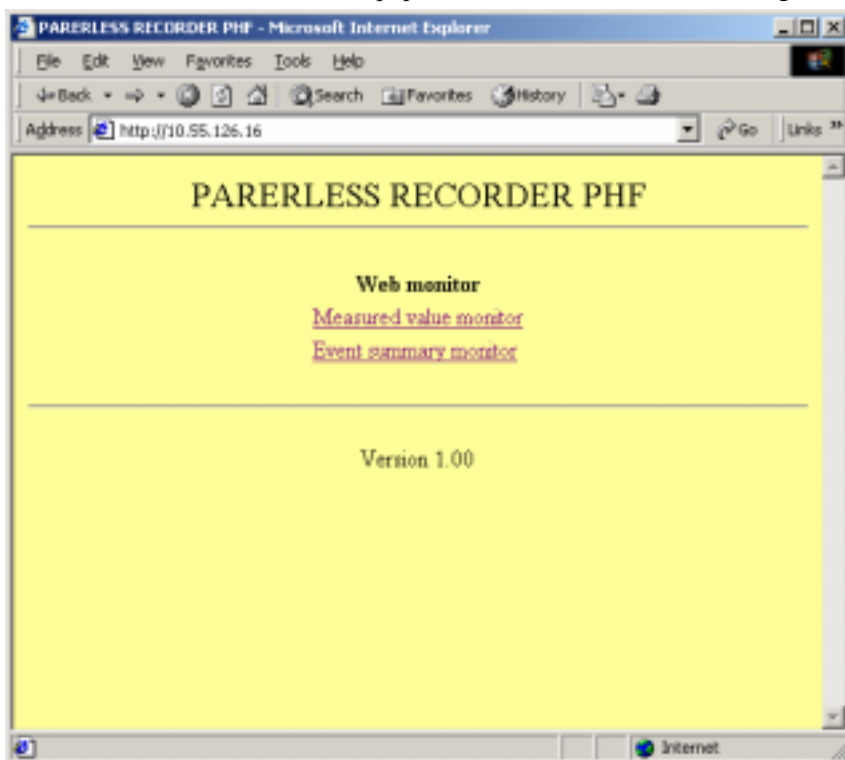 PARERLESS RECORDER PHF - Microsoft Internet Explorer
File Edit View Favorites Tools Help
Back Search Favorites History
Address http://10.55.126.16 Go Links »
PARERLESS RECORDER PHF
Web monitor
Measured value monitor
Event summary monitor
Version 1.00
Internet